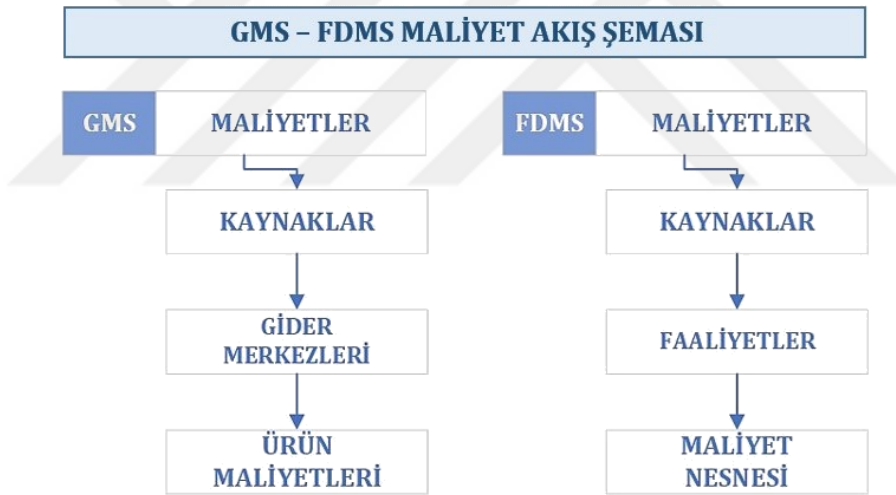 GMS – FDMS MALİYET AKIŞ ŞEMASI
GMS
MALİYETLER
KAYNAKLAR
GİDER
MERKEZLERİ
ÜRÜN
MALİYETLERİ
FDMS
MALİYETLER
KAYNAKLAR
FAALİYETLER
MALİYET
NESNESİ